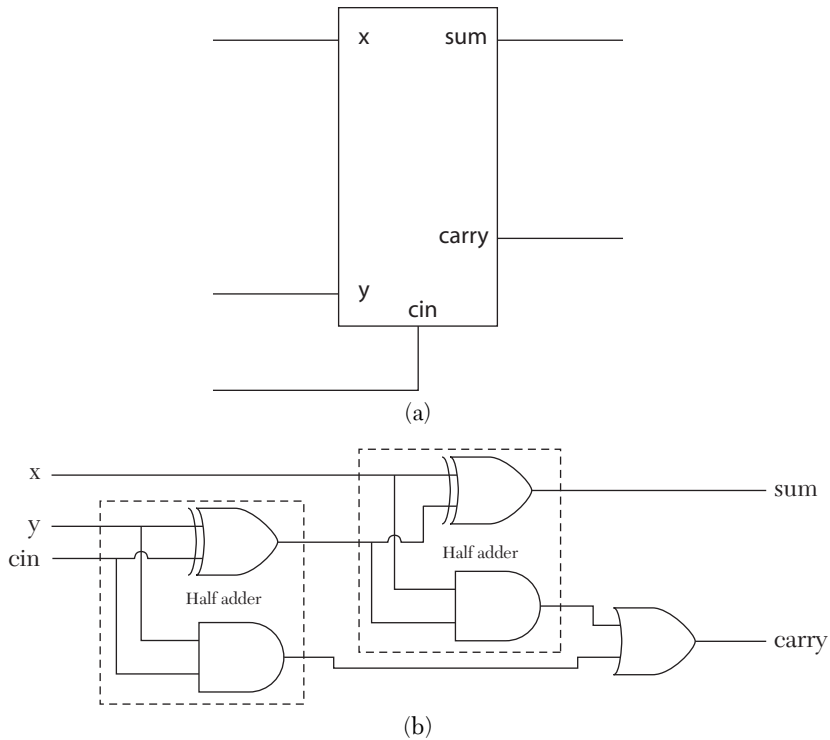 x sum
carry
y
cin
(a)
x
sum
y
cin
Half adder
Half adder
carry
(b)